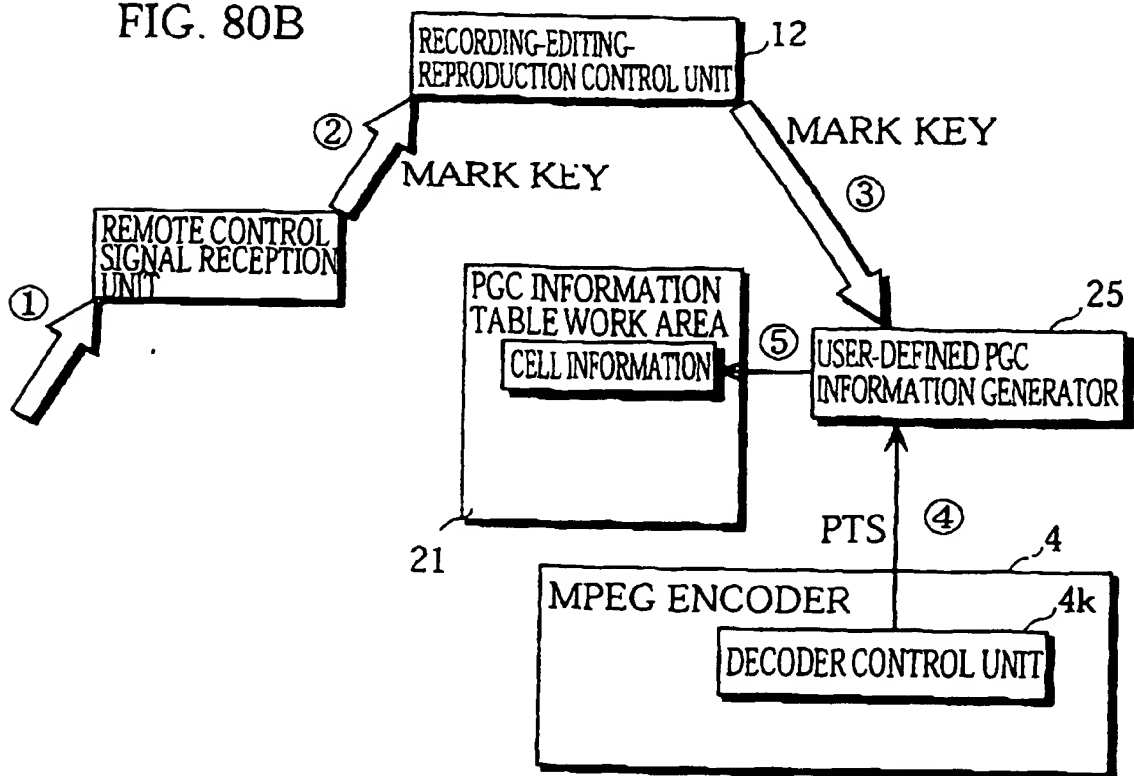 FIG. 80B
RECORDING-EDITING-
REPRODUCTION CONTROL UNIT
12
②
MARK KEY
MARK KEY
③
REMOTE CONTROL
SIGNAL RECEPTION
UNIT
①
PGC INFORMATION
TABLE WORK AREA
CELL INFORMATION
⑤
25
USER-DEFINED PGC
INFORMATION GENERATOR
21
PTS
④
4
MPEG ENCODER
4k
DECODER CONTROL UNIT